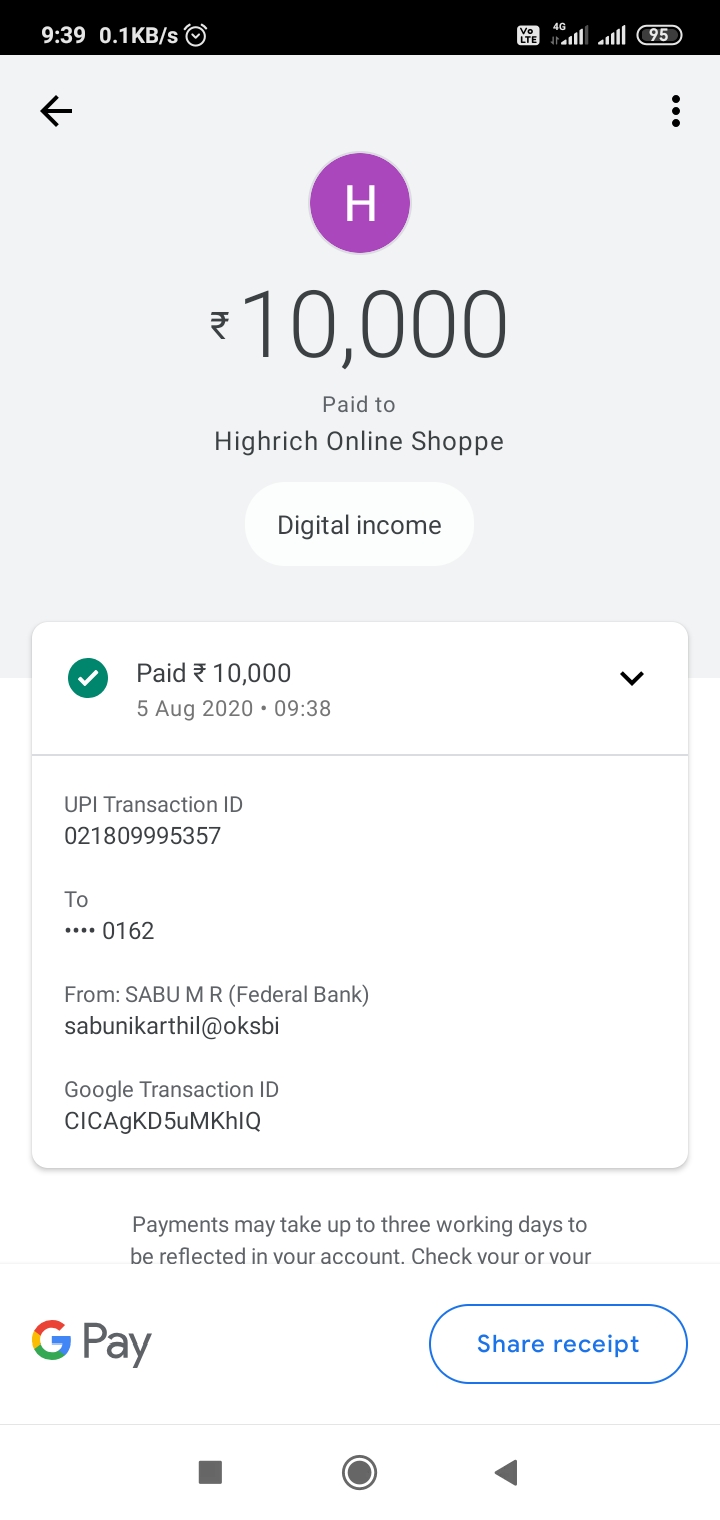 9:39 0.1KB/s Vo LTE 4G 95
H
₹10,000
Paid to
Highrich Online Shoppe
Digital income
Paid ₹ 10,000
5 Aug 2020 • 09:38
UPI Transaction ID
021809995357
To
•••• 0162
From: SABU M R (Federal Bank)
sabunikarthil@oksbi
Google Transaction ID
CICAgKD5uMKhIQ
Payments may take up to three working days to
be reflected in your account. Check your or your
G Pay
Share receipt